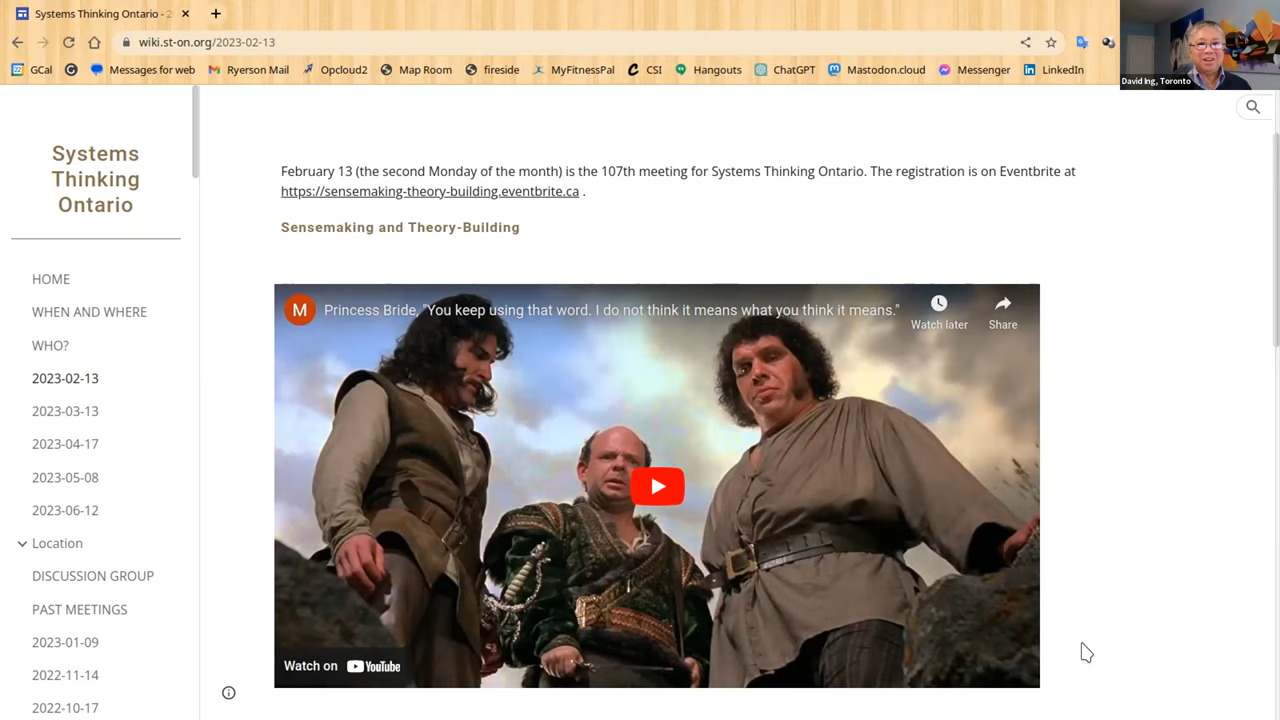 Systems Thinking Ontario - 2
wiki.st-on.org/2023-02-13
GCal
Messages for web
Ryerson Mail
Opcloud2
Map Room
fireside
MyFitnessPal
CSI
Hangouts
ChatGPT
Mastodon.cloud
Messenger
LinkedIn
David Ing, Toronto
Systems
Thinking
Ontario
HOME
WHEN AND WHERE
WHO?
2023-02-13
2023-03-13
2023-04-17
2023-05-08
2023-06-12
Location
DISCUSSION GROUP
PAST MEETINGS
2023-01-09
2022-11-14
2022-10-17
February 13 (the second Monday of the month) is the 107th meeting for Systems Thinking Ontario. The registration is on Eventbrite at
https://sensemaking-theory-building.eventbrite.ca .
Sensemaking and Theory-Building
M
Princess Bride, "You keep using that word. I do not think it means what you think it means."
Watch later
Share
Watch on YouTube